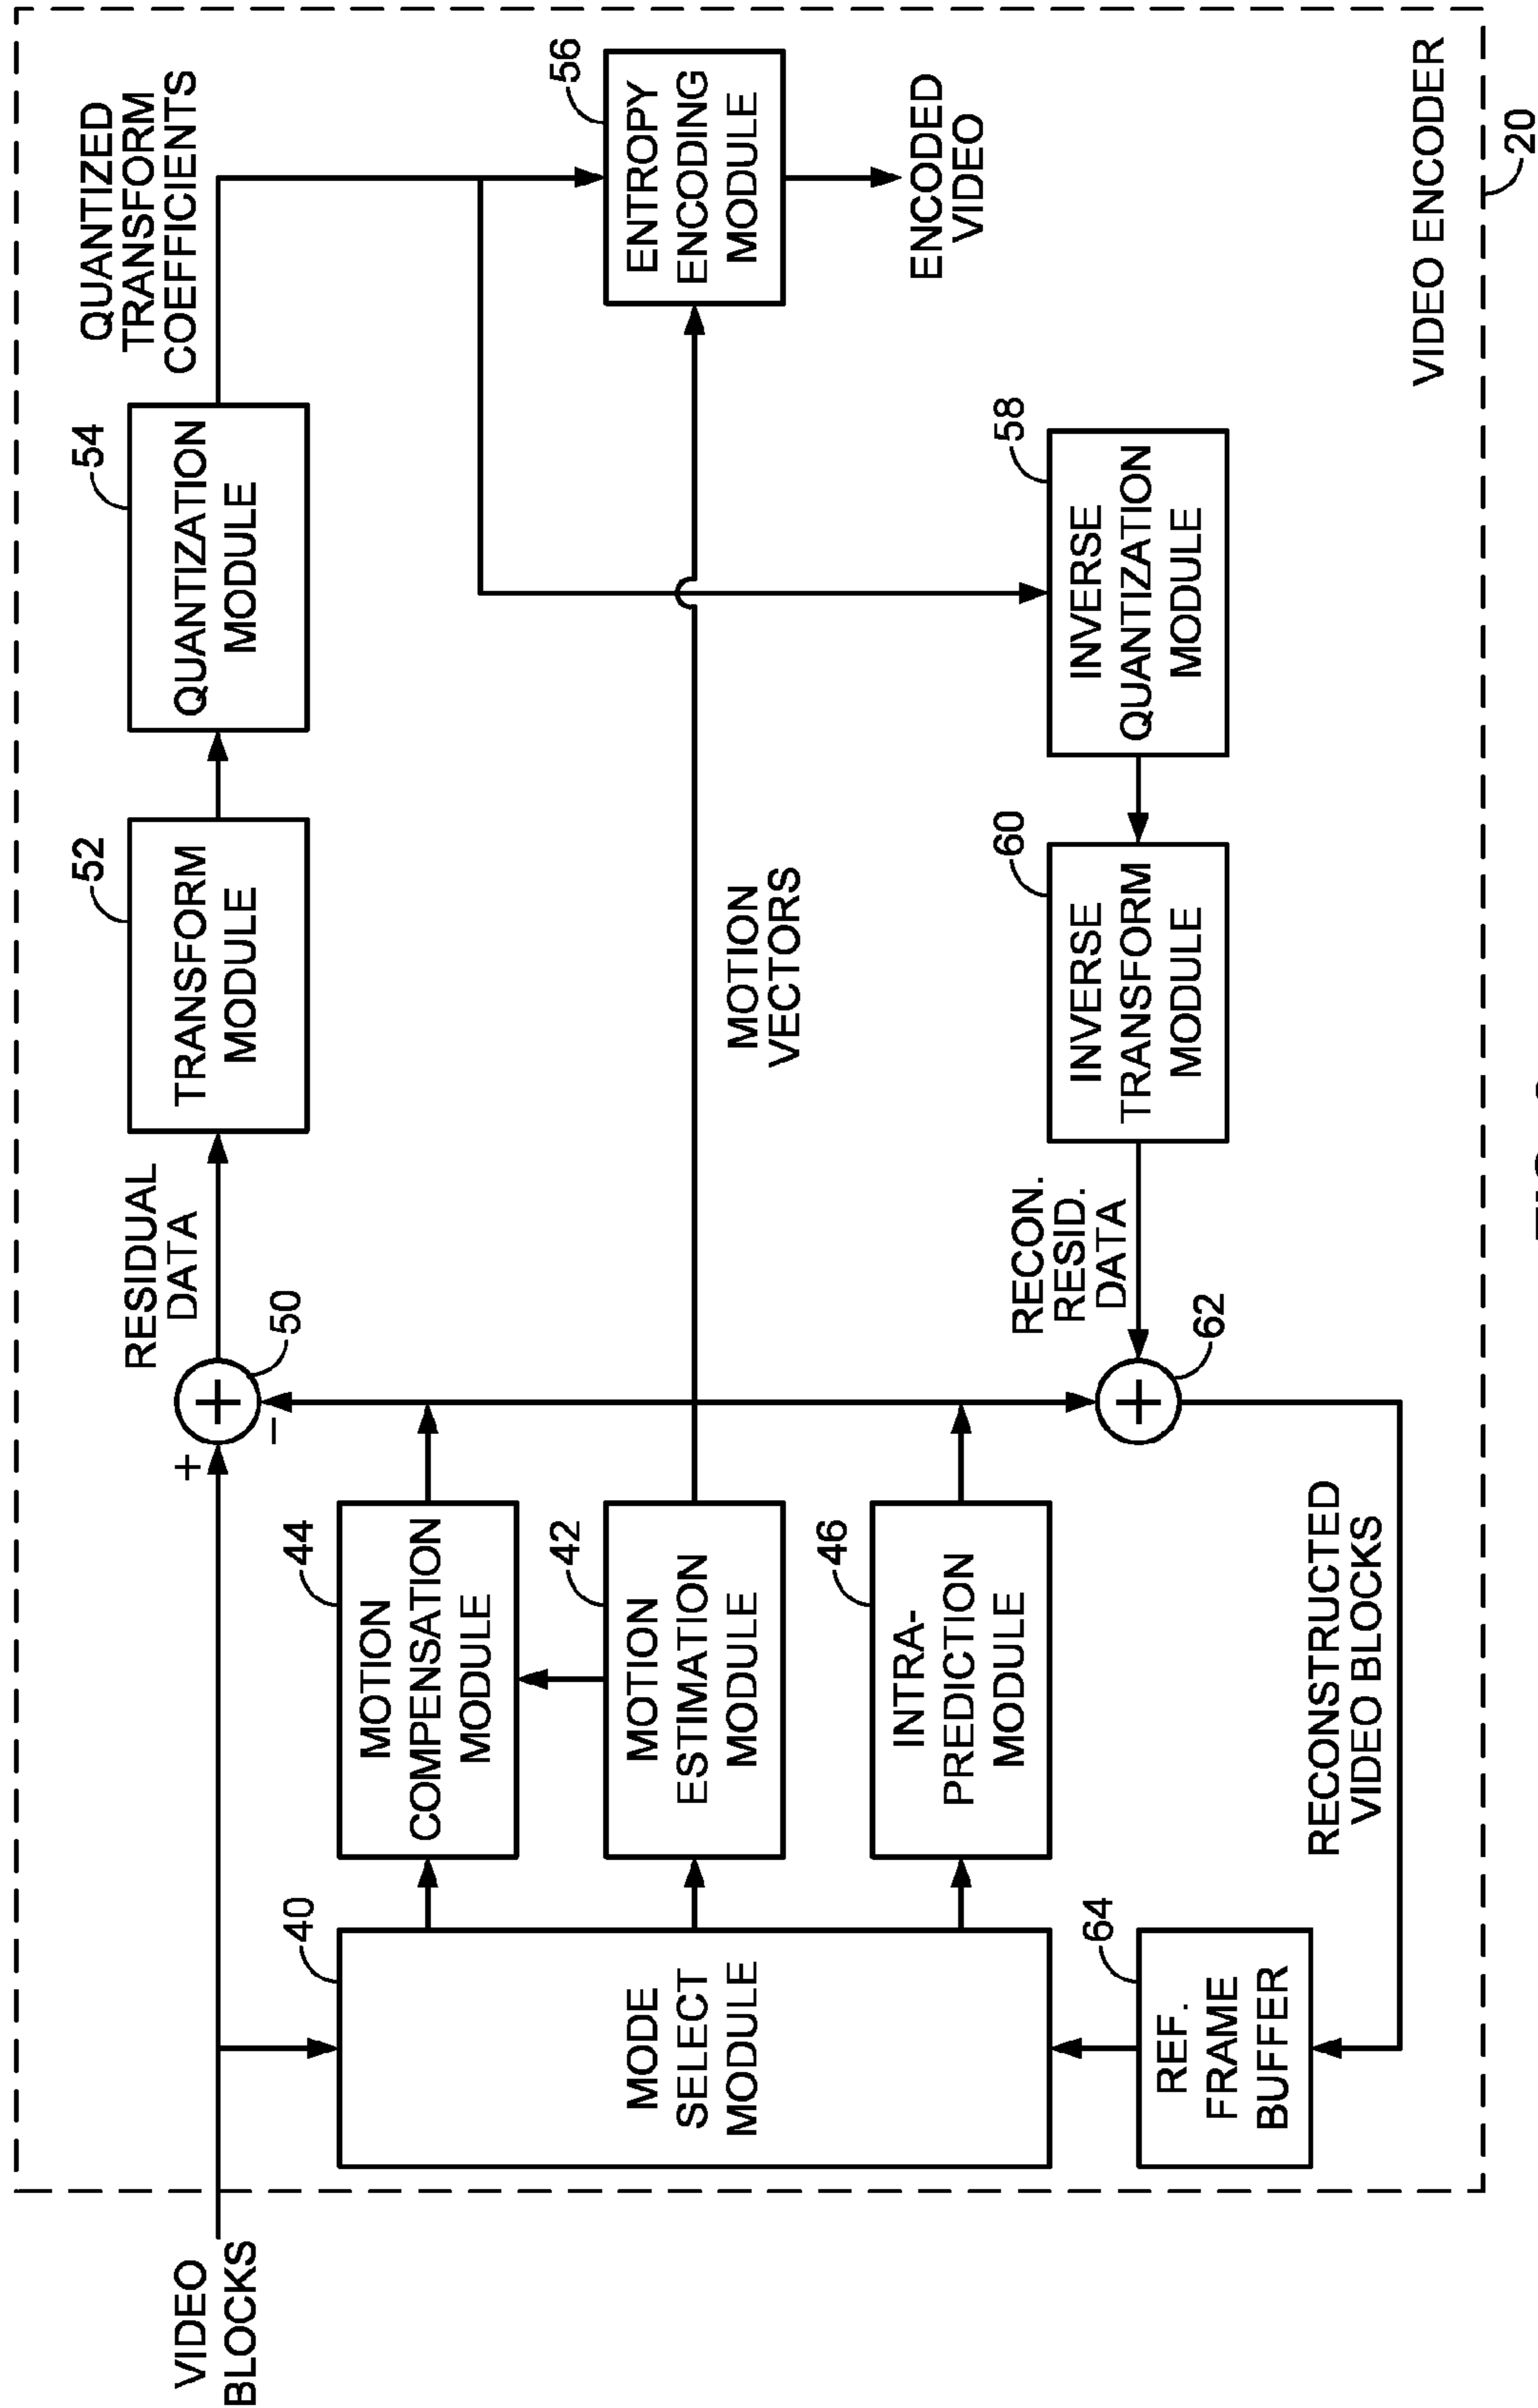 VIDEO
BLOCKS
+
−
50
RESIDUAL
DATA
52
TRANSFORM
MODULE
54
QUANTIZATION
MODULE
QUANTIZED
TRANSFORM
COEFFICIENTS
40
MODE
SELECT
MODULE
44
MOTION
COMPENSATION
MODULE
42
MOTION
ESTIMATION
MODULE
46
INTRA-
PREDICTION
MODULE
MOTION
VECTORS
56
ENTROPY
ENCODING
MODULE
ENCODED
VIDEO
64
REF.
FRAME
BUFFER
RECONSTRUCTED
VIDEO BLOCKS
62
RECON.
RESID.
DATA
60
INVERSE
TRANSFORM
MODULE
58
INVERSE
QUANTIZATION
MODULE
VIDEO ENCODER
20